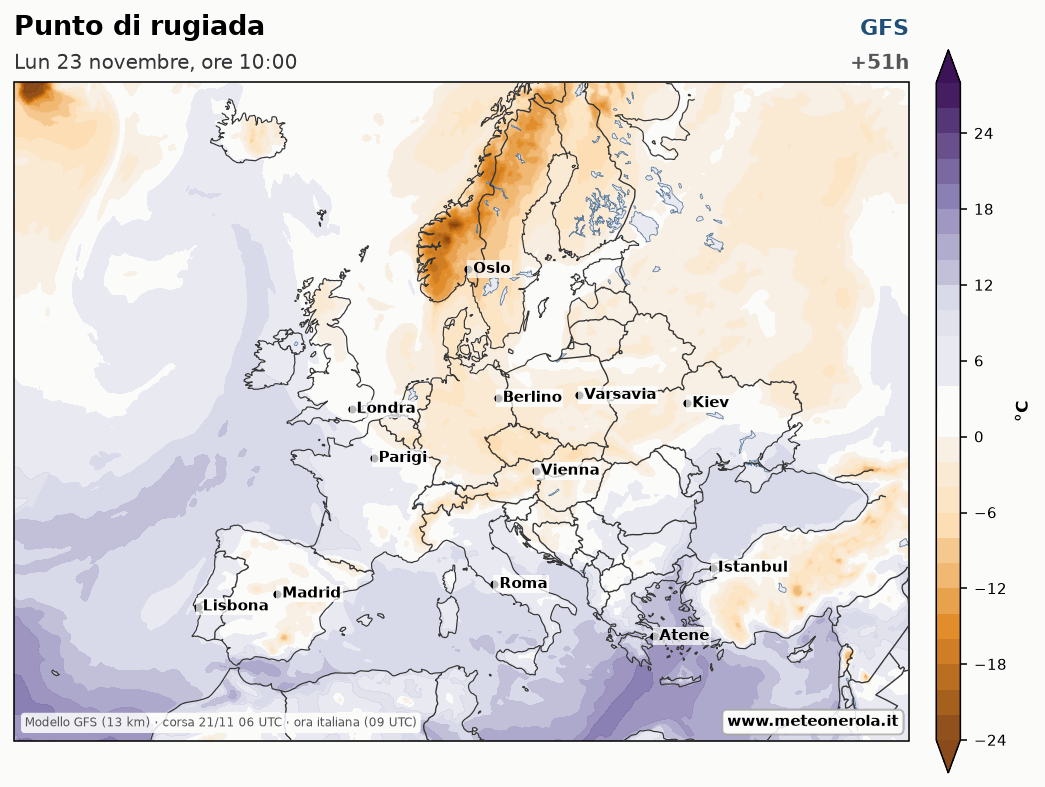 Punto di rugiada
GFS
Lun 23 novembre, ore 10:00
+51h
Oslo
Berlino
Varsavia
Kiev
Londra
Parigi
Vienna
Istanbul
Roma
Madrid
Lisbona
Atene
Modello GFS (13 km) · corsa 21/11 06 UTC · ora italiana (09 UTC)
www.meteonerola.it
24
18
12
6
0
−6
−12
−18
−24
°C